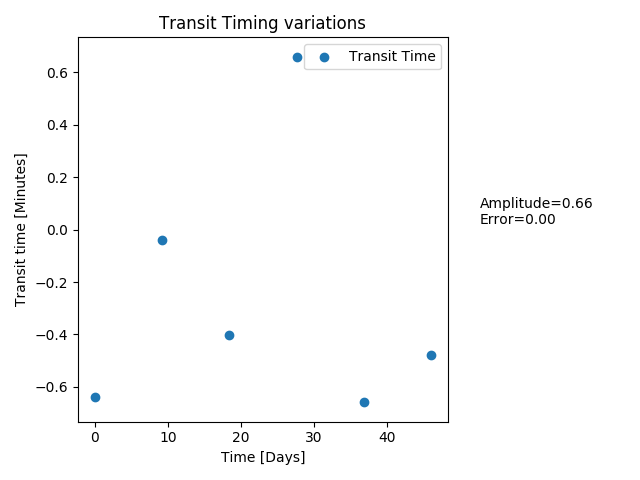 Transit Timing variations
Transit Time
Transit time [Minutes]
0.6
0.4
0.2
0.0
−0.2
−0.4
−0.6
0
10
20
30
40
Time [Days]
Amplitude=0.66
Error=0.00